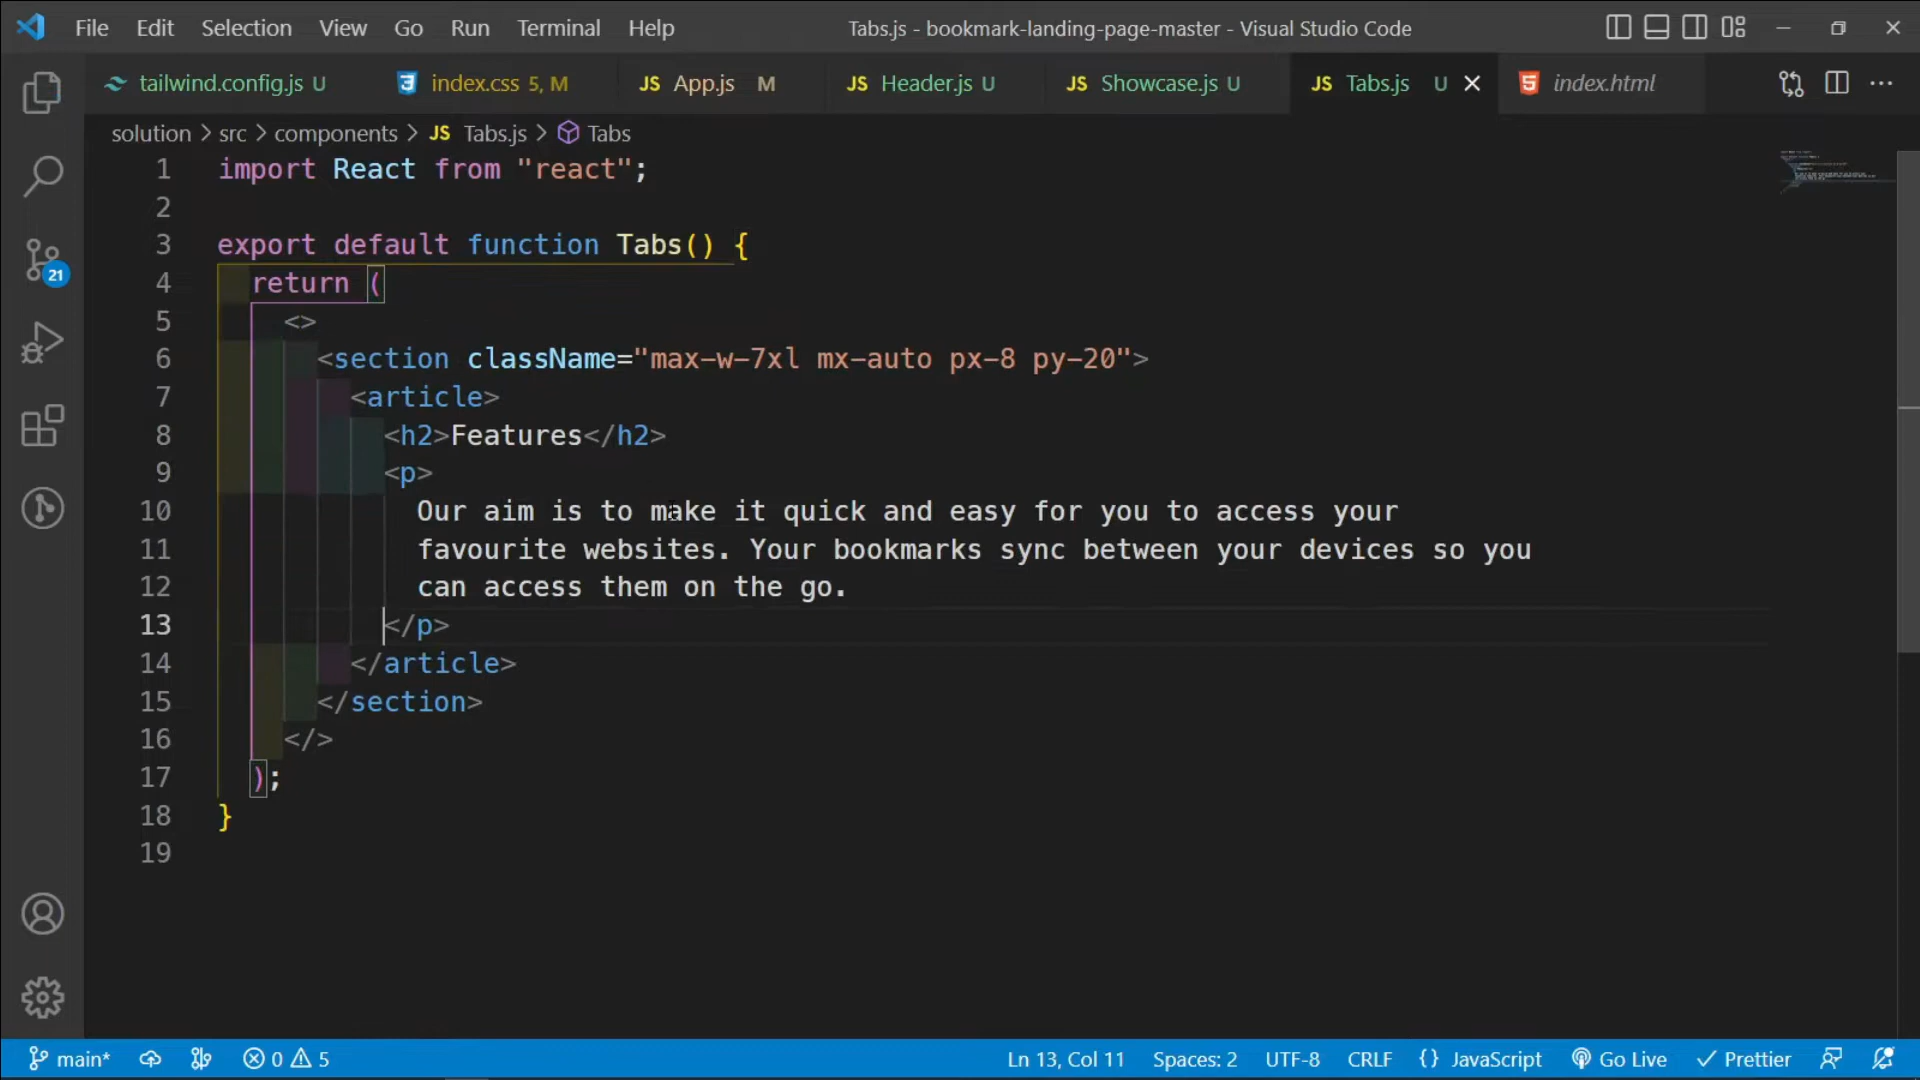 File Edit Selection View Go Run Terminal Help Tabs.js - bookmark-landing-page-master - Visual Studio Code
tailwind.config.js U index.css 5, M JS App.js M JS Header.js U JS Showcase.js U JS Tabs.js U index.html
solution > src > components > JS Tabs.js > Tabs
1 import React from "react";
2
3 export default function Tabs() {
4 return (
5 <>
6 <section className="max-w-7xl mx-auto px-8 py-20">
7 <article>
8 <h2>Features</h2>
9 <p>
10 Our aim is to make it quick and easy for you to access your
11 favourite websites. Your bookmarks sync between your devices so you
12 can access them on the go.
13 </p>
14 </article>
15 </section>
16 </>
17 );
18 }
19
21
main* 0 5 Ln 13, Col 11 Spaces: 2 UTF-8 CRLF {} JavaScript Go Live Prettier